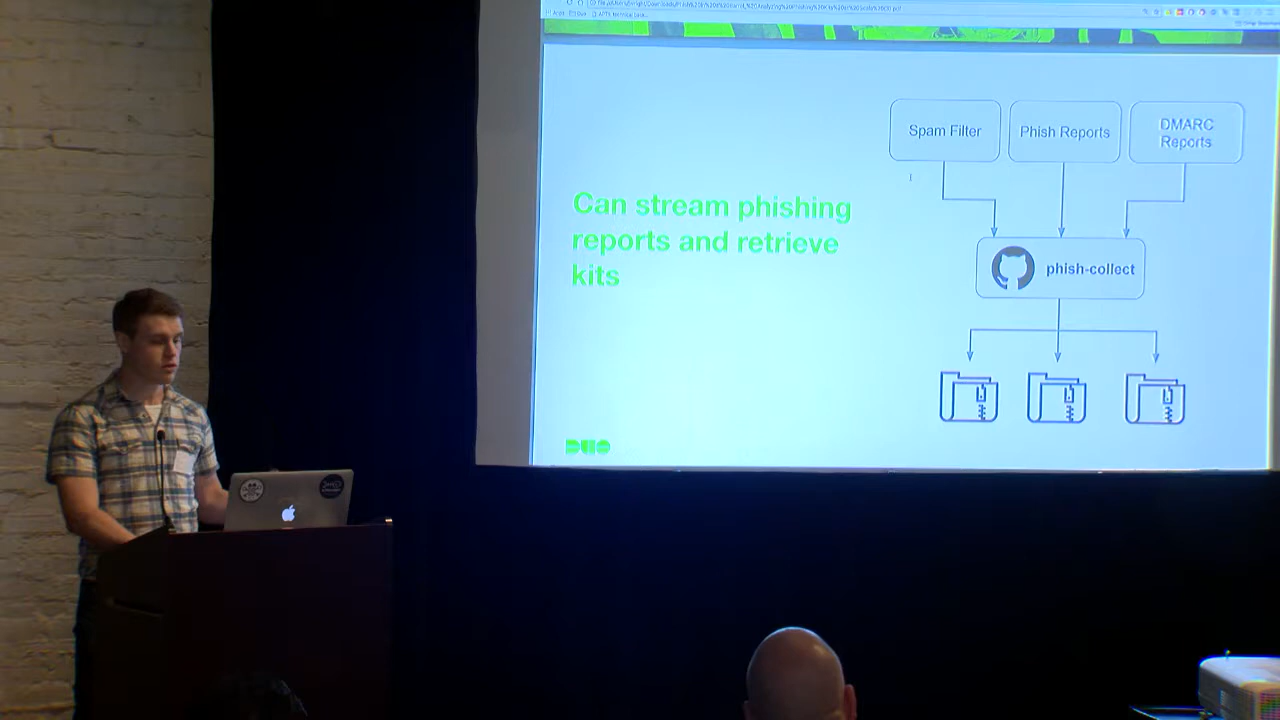 Spam Filter
Phish Reports
DMARC
Reports
Can stream phishing
reports and retrieve
kits
phish-collect
DUO